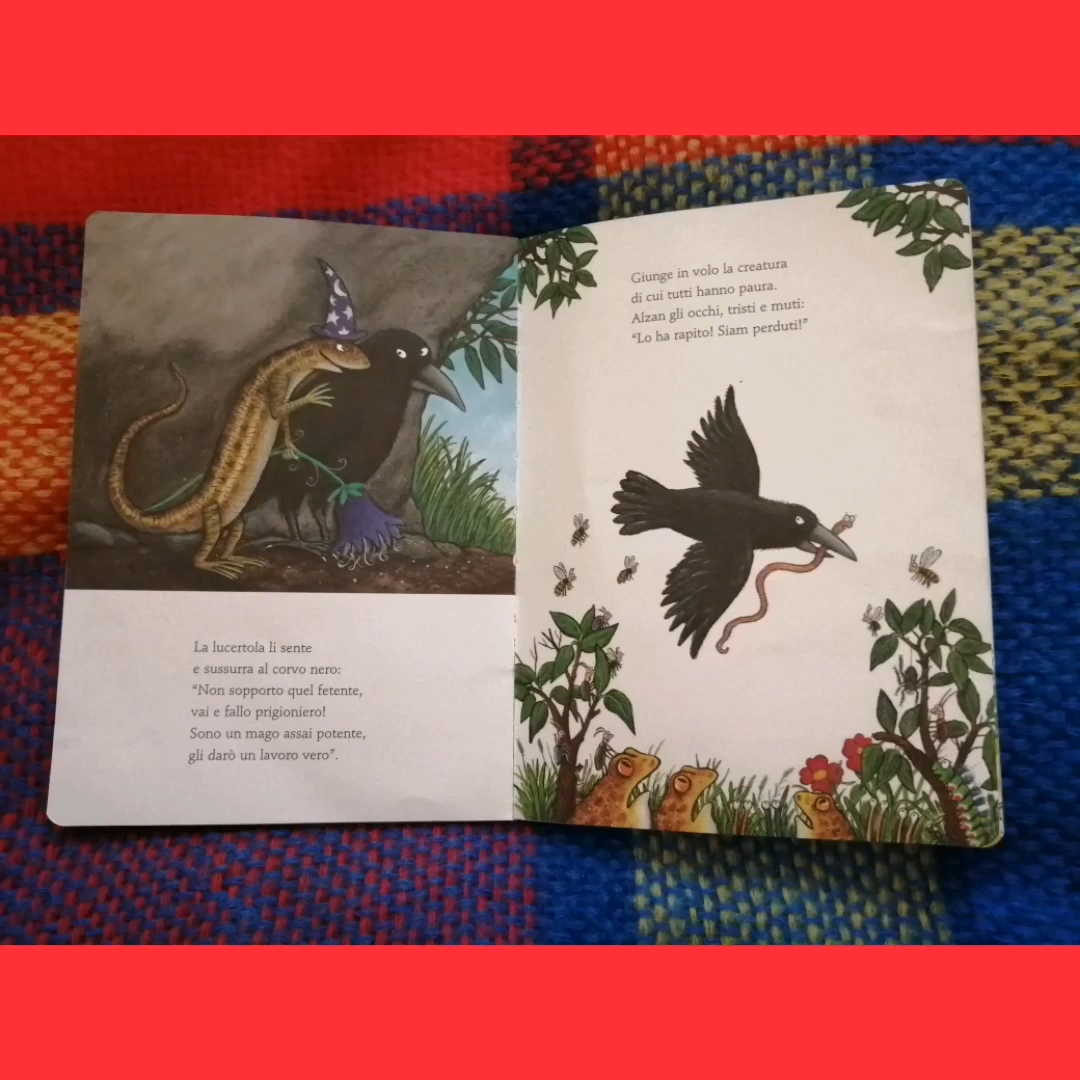 La lucertola li sente
e sussurra al corvo nero:
“Non sopporto quel fetente,
vai e fallo prigioniero!
Sono un mago assai potente,
gli darò un lavoro vero”.
Giunge in volo la creatura
di cui tutti hanno paura.
Alzan gli occhi, tristi e muti:
“Lo ha rapito! Siam perduti!”